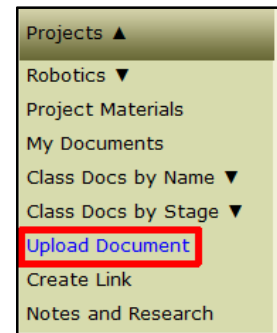 Projects ▲
Robotics ▼
Project Materials
My Documents
Class Docs by Name ▼
Class Docs by Stage ▼
Upload Document
Create Link
Notes and Research